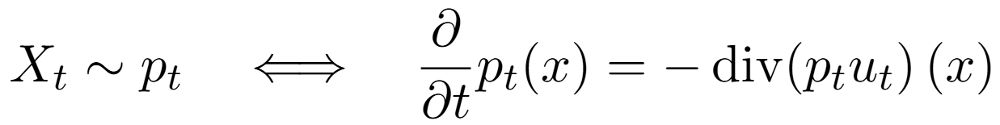 X_t ∼ p_t ⟺ ∂/∂t p_t(x) = − div(p_t u_t) (x)